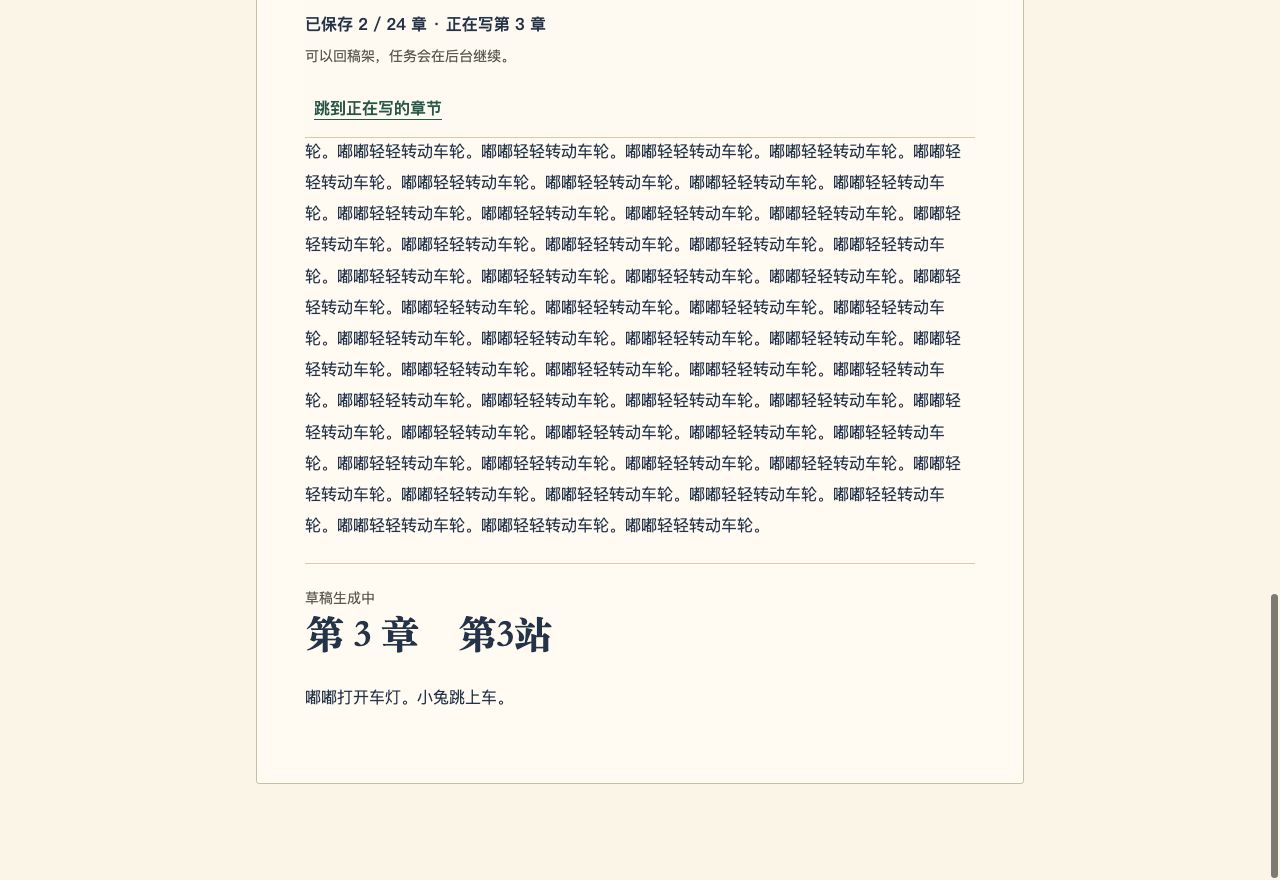 已保存 2 / 24 章 · 正在写第 3 章
可以回稿架，任务会在后台继续。
跳到正在写的章节
轮。嘟嘟轻轻转动车轮。嘟嘟轻轻转动车轮。嘟嘟轻轻转动车轮。嘟嘟轻轻转动车轮。嘟嘟轻
轻转动车轮。嘟嘟轻轻转动车轮。嘟嘟轻轻转动车轮。嘟嘟轻轻转动车轮。嘟嘟轻轻转动车
轮。嘟嘟轻轻转动车轮。嘟嘟轻轻转动车轮。嘟嘟轻轻转动车轮。嘟嘟轻轻转动车轮。嘟嘟轻
轻转动车轮。嘟嘟轻轻转动车轮。嘟嘟轻轻转动车轮。嘟嘟轻轻转动车轮。嘟嘟轻轻转动车
轮。嘟嘟轻轻转动车轮。嘟嘟轻轻转动车轮。嘟嘟轻轻转动车轮。嘟嘟轻轻转动车轮。嘟嘟轻
轻转动车轮。嘟嘟轻轻转动车轮。嘟嘟轻轻转动车轮。嘟嘟轻轻转动车轮。嘟嘟轻轻转动车
轮。嘟嘟轻轻转动车轮。嘟嘟轻轻转动车轮。嘟嘟轻轻转动车轮。嘟嘟轻轻转动车轮。嘟嘟轻
轻转动车轮。嘟嘟轻轻转动车轮。嘟嘟轻轻转动车轮。嘟嘟轻轻转动车轮。嘟嘟轻轻转动车
轮。嘟嘟轻轻转动车轮。嘟嘟轻轻转动车轮。嘟嘟轻轻转动车轮。嘟嘟轻轻转动车轮。嘟嘟轻
轻转动车轮。嘟嘟轻轻转动车轮。嘟嘟轻轻转动车轮。嘟嘟轻轻转动车轮。嘟嘟轻轻转动车
轮。嘟嘟轻轻转动车轮。嘟嘟轻轻转动车轮。嘟嘟轻轻转动车轮。嘟嘟轻轻转动车轮。嘟嘟轻
轻转动车轮。嘟嘟轻轻转动车轮。嘟嘟轻轻转动车轮。嘟嘟轻轻转动车轮。嘟嘟轻轻转动车
轮。嘟嘟轻轻转动车轮。嘟嘟轻轻转动车轮。嘟嘟轻轻转动车轮。
草稿生成中
第 3 章　第3站
嘟嘟打开车灯。小兔跳上车。